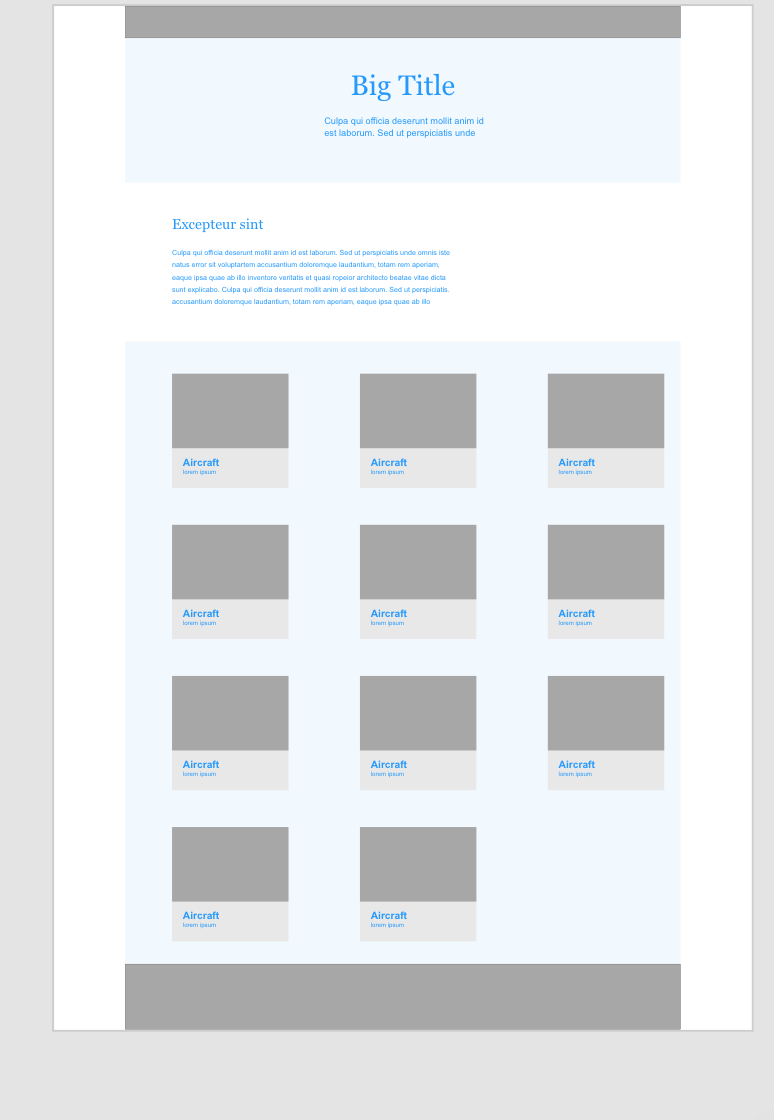 Big Title
Culpa qui officia deserunt mollit anim id
est laborum. Sed ut perspiciatis unde
Excepteur sint
Culpa qui officia deserunt mollit anim id est laborum. Sed ut perspiciatis unde omnis iste
natus error sit voluptartem accusantium doloremque laudantium, totam rem aperiam,
eaque ipsa quae ab illo inventore veritatis et quasi ropeior architecto beatae vitae dicta
sunt explicabo. Culpa qui officia deserunt mollit anim id est laborum. Sed ut perspiciatis.
accusantium doloremque laudantium, totam rem aperiam, eaque ipsa quae ab illo
Aircraft
lorem ipsum
Aircraft
lorem ipsum
Aircraft
lorem ipsum
Aircraft
lorem ipsum
Aircraft
lorem ipsum
Aircraft
lorem ipsum
Aircraft
lorem ipsum
Aircraft
lorem ipsum
Aircraft
lorem ipsum
Aircraft
lorem ipsum
Aircraft
lorem ipsum